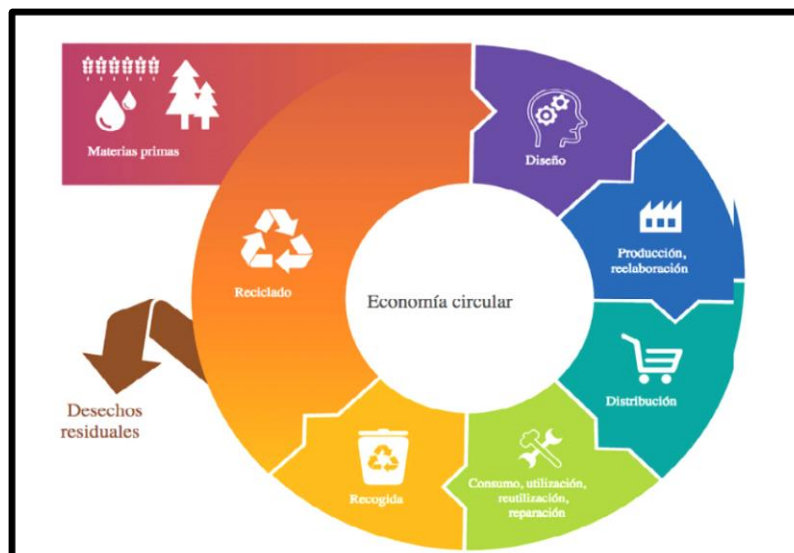 Materias primas
Diseño
Producción,
reelaboración
Reciclado
Economía circular
Distribución
Desechos
residuales
Recogida
Consumo, utilización,
reutilización,
reparación